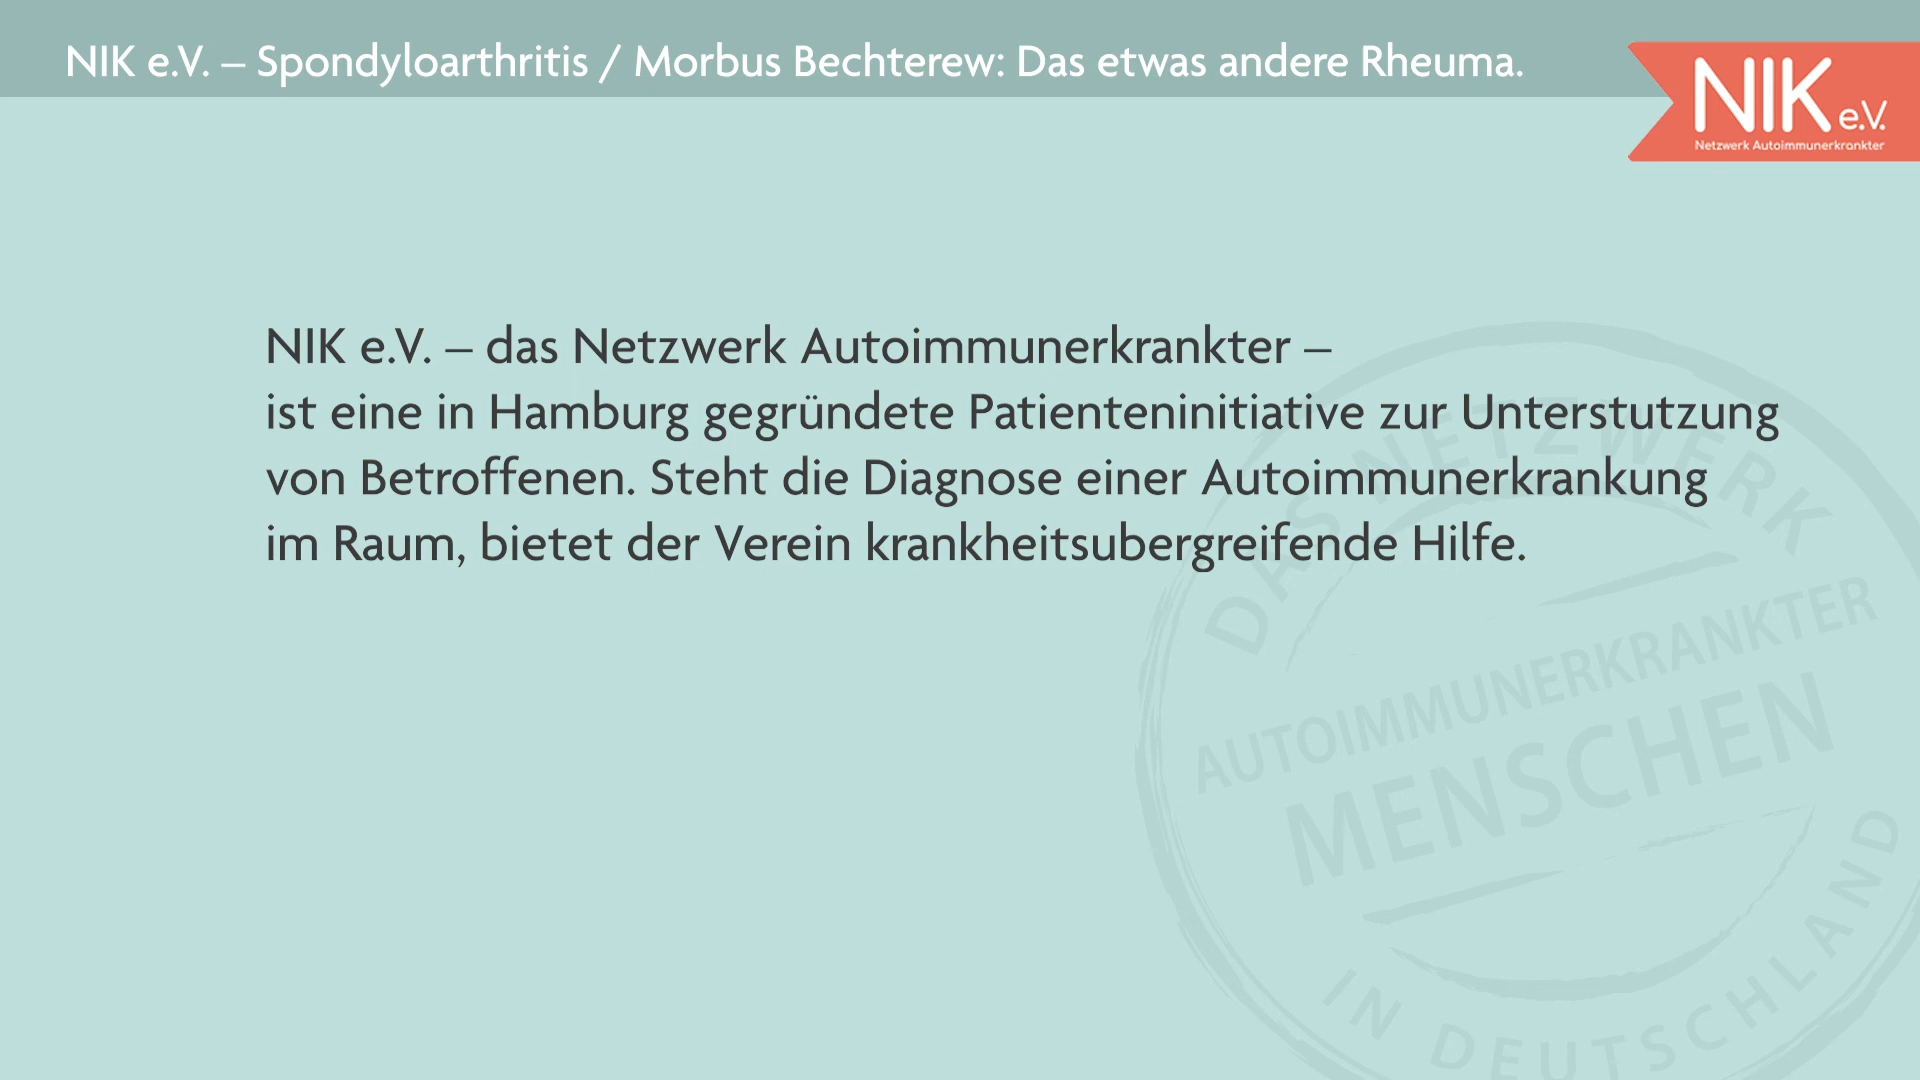 NIK e.V. – Spondyloarthritis / Morbus Bechterew: Das etwas andere Rheuma.
NIK e.V.
Netzwerk Autoimmunerkrankter
NIK e.V. – das Netzwerk Autoimmunerkrankter –
ist eine in Hamburg gegründete Patienteninitiative zur Unterstutzung
von Betroffenen. Steht die Diagnose einer Autoimmunerkrankung
im Raum, bietet der Verein krankheitsubergreifende Hilfe.
DAS NETZWERK
AUTOIMMUNERKRANKTER
MENSCHEN
IN DEUTSCHLAND